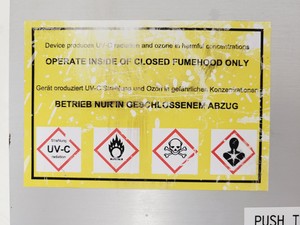 Device produces UV-C radiation and ozone in harmful concentrations
OPERATE INSIDE OF CLOSED FUMEHOOD ONLY
Gerät produziert UV-C Strahlung und Ozon in gefährlichen Konzentrationen
BETRIEB NUR IN GESCHLOSSENEM ABZUG
UV-C
radiation
PUSH T